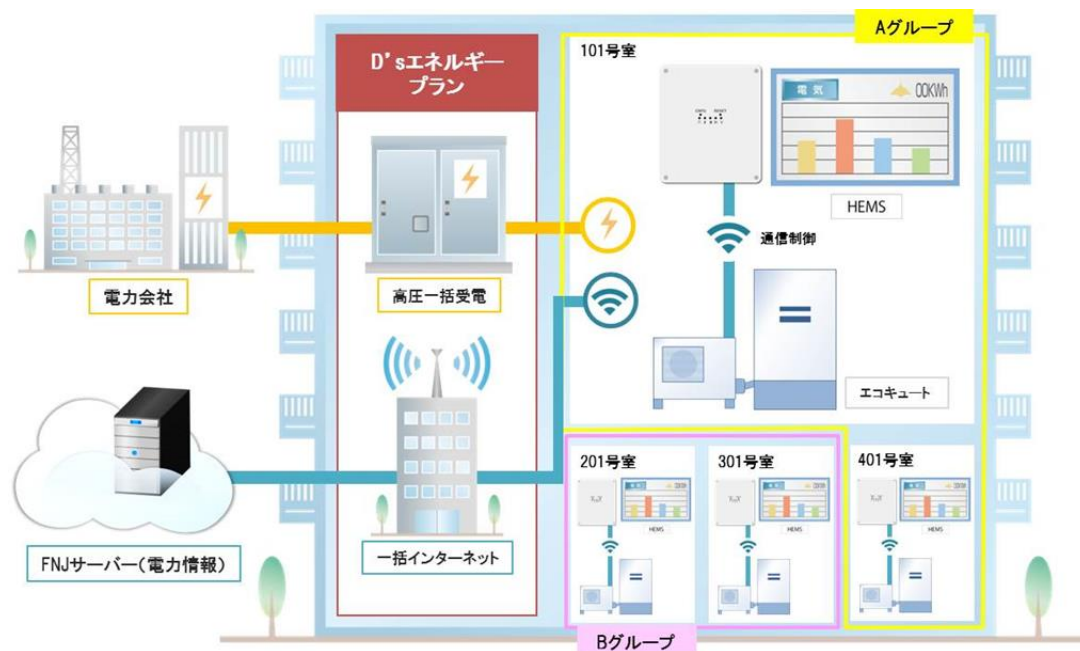 Aグループ
D'sエネルギー
プラン
101号室
電気
00KWh
HEMS
通信制御
電力会社
高圧一括受電
エコキュート
201号室
301号室
401号室
HEMS
HEMS
HEMS
FNJサーバー(電力情報)
一括インターネット
Bグループ